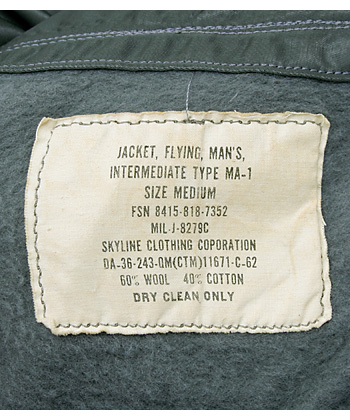 JACKET, FLYING, MAN'S,
INTERMEDIATE TYPE MA-1
SIZE MEDIUM
FSN 8415-818-7352
MIL-J-8279C
SKYLINE CLOTHING COPORATION
DA-36-243-QM(CTM)11671-C-62
60% WOOL 40% COTTON
DRY CLEAN ONLY